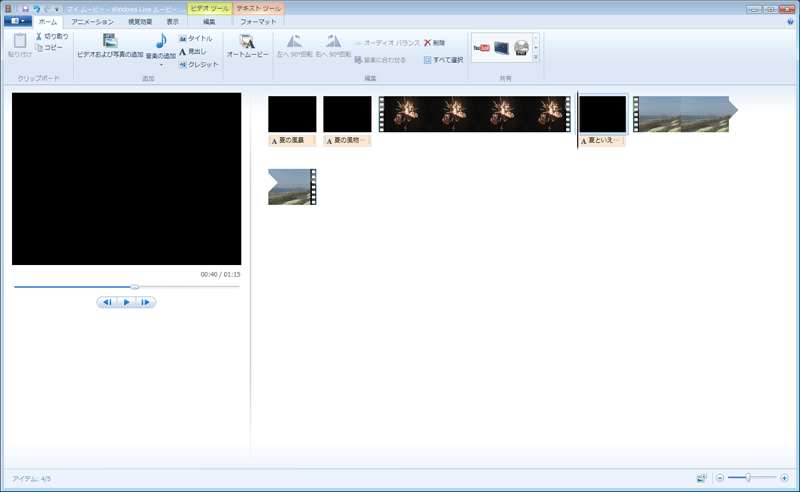 マイ ムービー - Windows Live ムービー ...
ビデオ ツール
テキスト ツール
ホーム
アニメーション
視覚効果
表示
編集
フォーマット
貼り付け
切り取り
コピー
クリップボード
ビデオおよび写真の追加
音楽の追加
タイトル
見出し
クレジット
追加
オートムービー
左へ 90°回転
右へ 90°回転
オーディオ バランス
音楽に合わせる
削除
すべて選択
編集
YouTube
共有
A 夏の風景
A 夏の風物...
A 夏といえ...
00:40 / 01:15
アイテム: 4/5